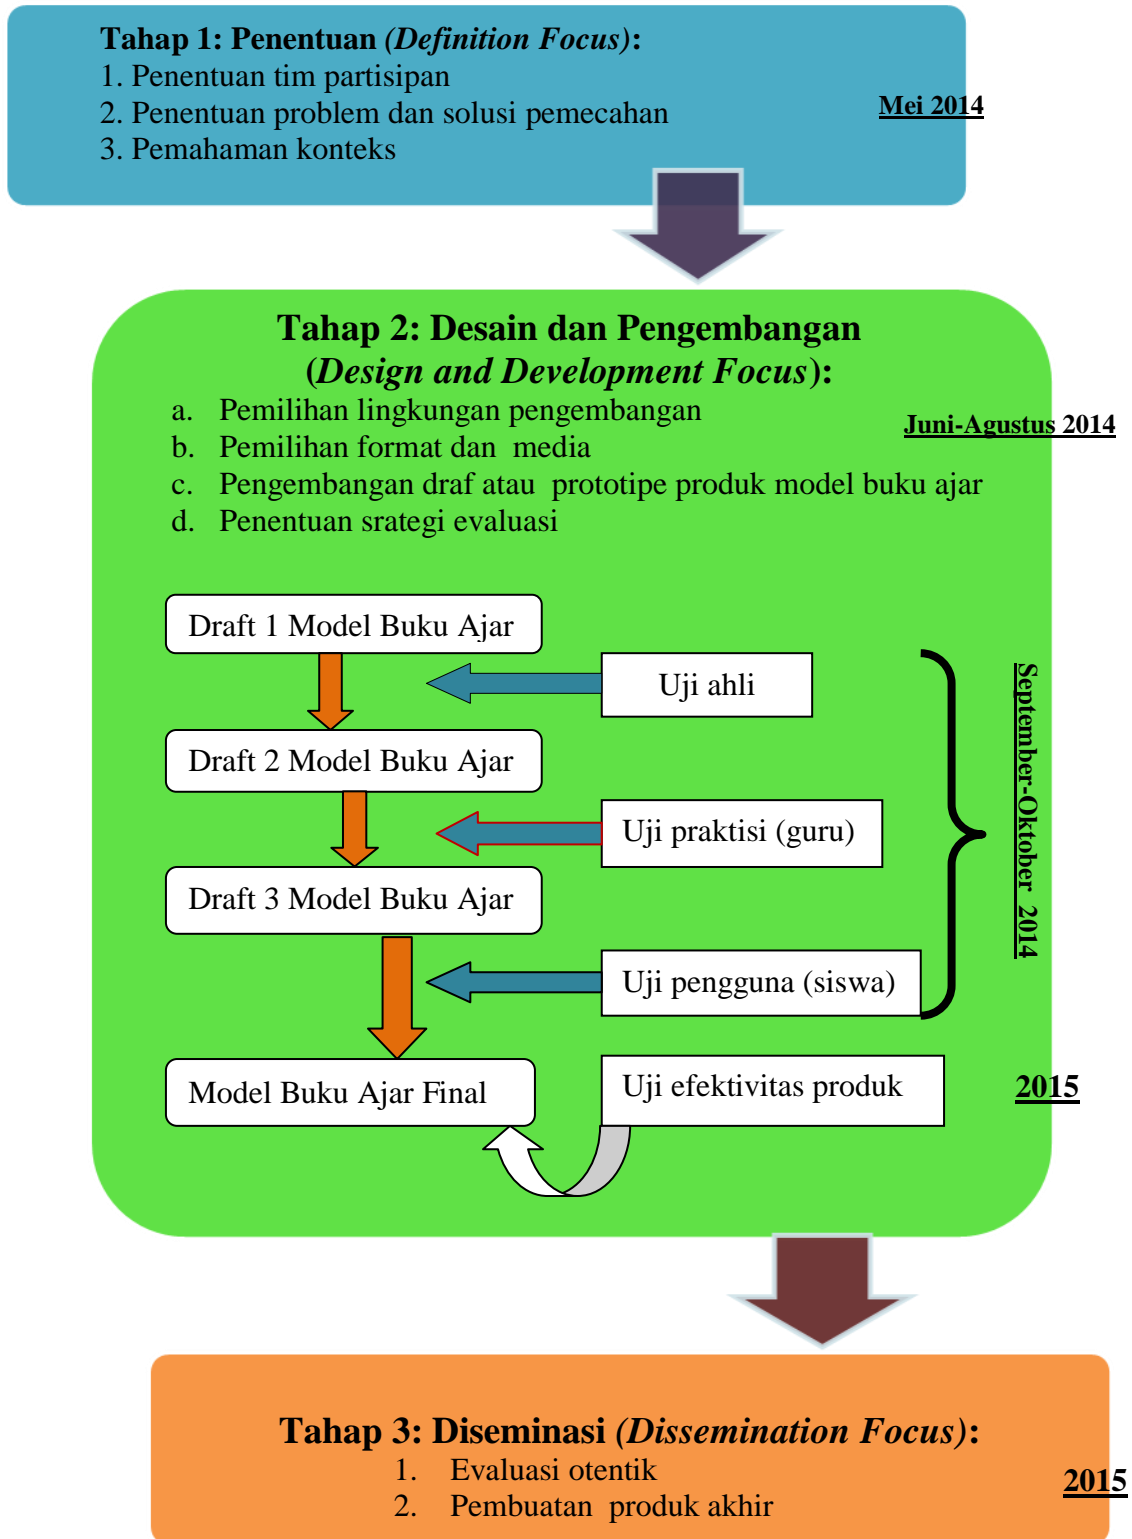 Tahap 1: Penentuan (Definition Focus):
1. Penentuan tim partisipan
2. Penentuan problem dan solusi pemecahan
3. Pemahaman konteks
Mei 2014
Tahap 2: Desain dan Pengembangan
(Design and Development Focus):
a. Pemilihan lingkungan pengembangan
b. Pemilihan format dan media
c. Pengembangan draf atau prototipe produk model buku ajar
d. Penentuan srategi evaluasi
Juni-Agustus 2014
Draft 1 Model Buku Ajar
Uji ahli
Draft 2 Model Buku Ajar
Uji praktisi (guru)
Draft 3 Model Buku Ajar
Uji pengguna (siswa)
September-Oktober 2014
Model Buku Ajar Final
Uji efektivitas produk
2015
Tahap 3: Diseminasi (Dissemination Focus):
1. Evaluasi otentik
2. Pembuatan produk akhir
2015